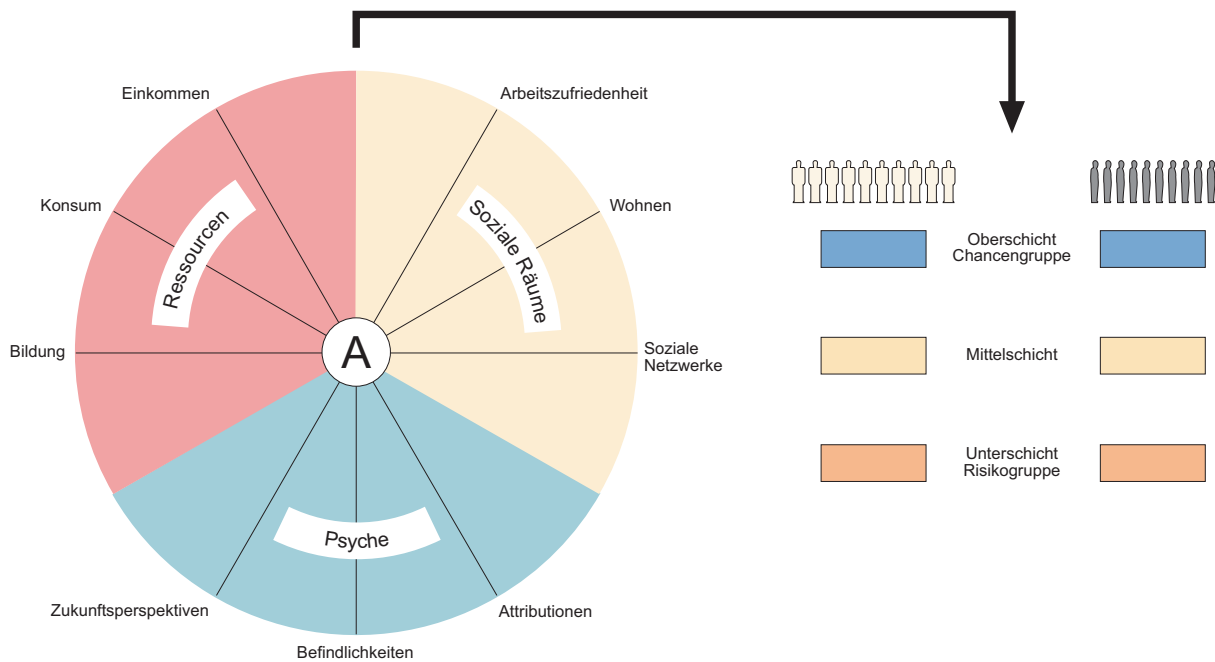 Einkommen
Arbeitszufriedenheit
Konsum
Wohnen
Ressourcen
Soziale Räume
Bildung
A
Soziale
Netzwerke
Psyche
Zukunftsperspektiven
Attributionen
Befindlichkeiten
Oberschicht
Chancengruppe
Mittelschicht
Unterschicht
Risikogruppe